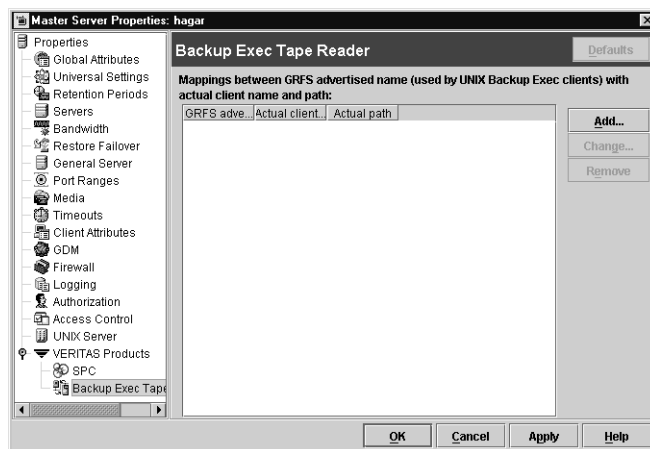 Master Server Properties: hagar
Properties
Global Attributes
Universal Settings
Retention Periods
Servers
Bandwidth
Restore Failover
General Server
Port Ranges
Media
Timeouts
Client Attributes
GDM
Firewall
Logging
Authorization
Access Control
UNIX Server
VERITAS Products
SPC
Backup Exec Tape
Backup Exec Tape Reader
Defaults
Mappings between GRFS advertised name (used by UNIX Backup Exec clients) with
actual client name and path:
GRFS adve... Actual client... Actual path
Add...
Change...
Remove
OK Cancel Apply Help